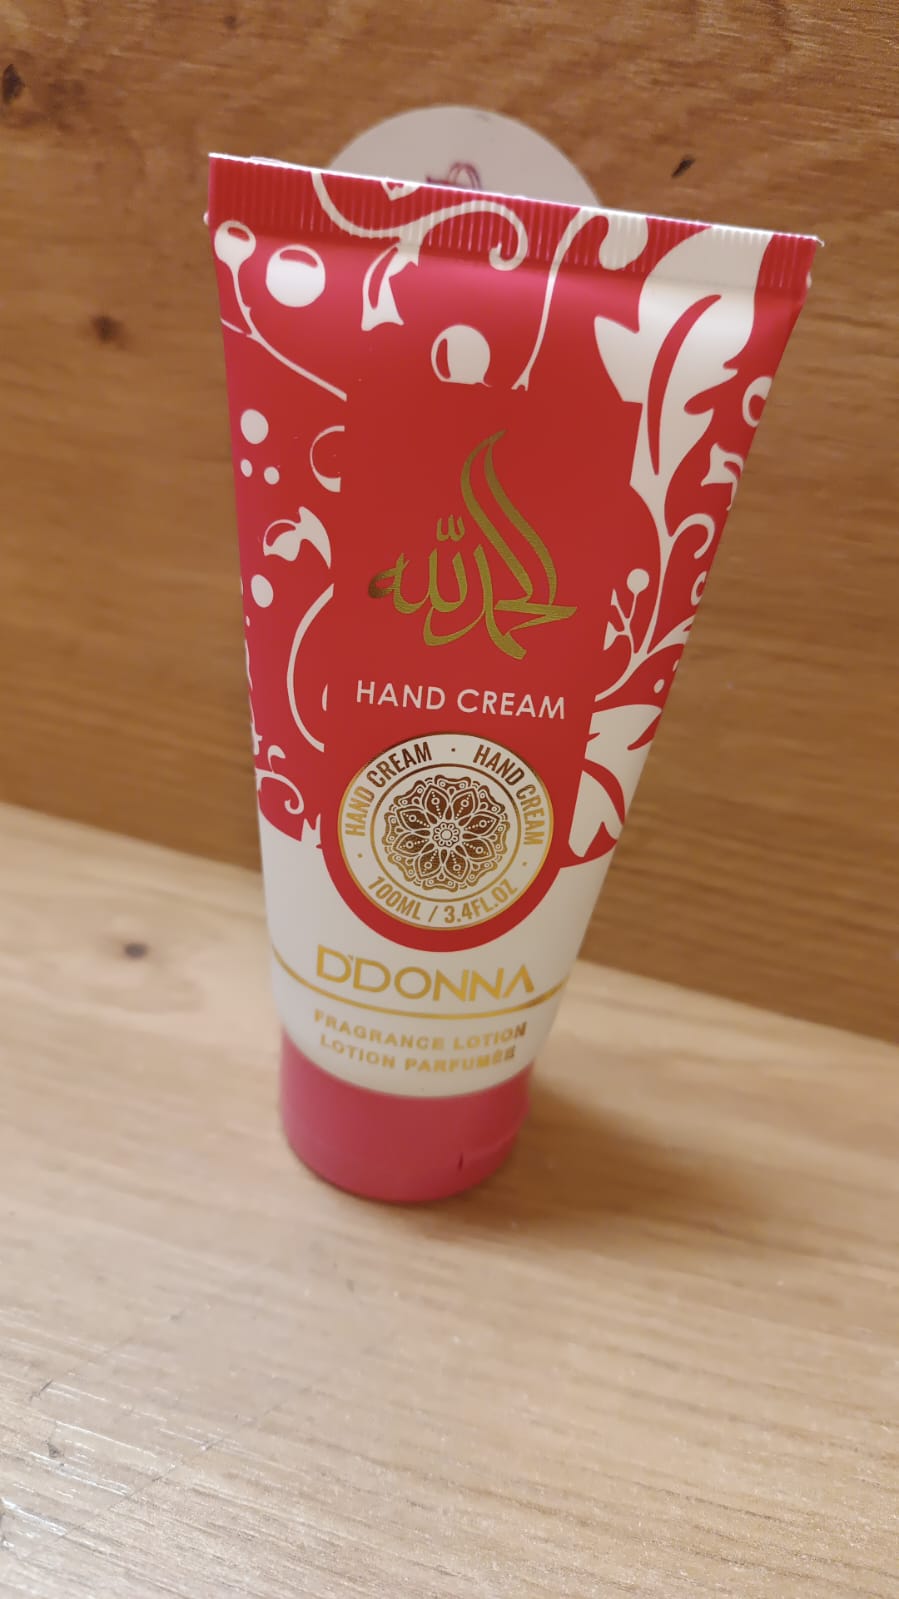 الحمد لله
HAND CREAM
HAND CREAM · HAND CREAM ·
100ML / 3.4FL.OZ ·
D'DONNA
FRAGRANCE LOTION
LOTION PARFUMÉE